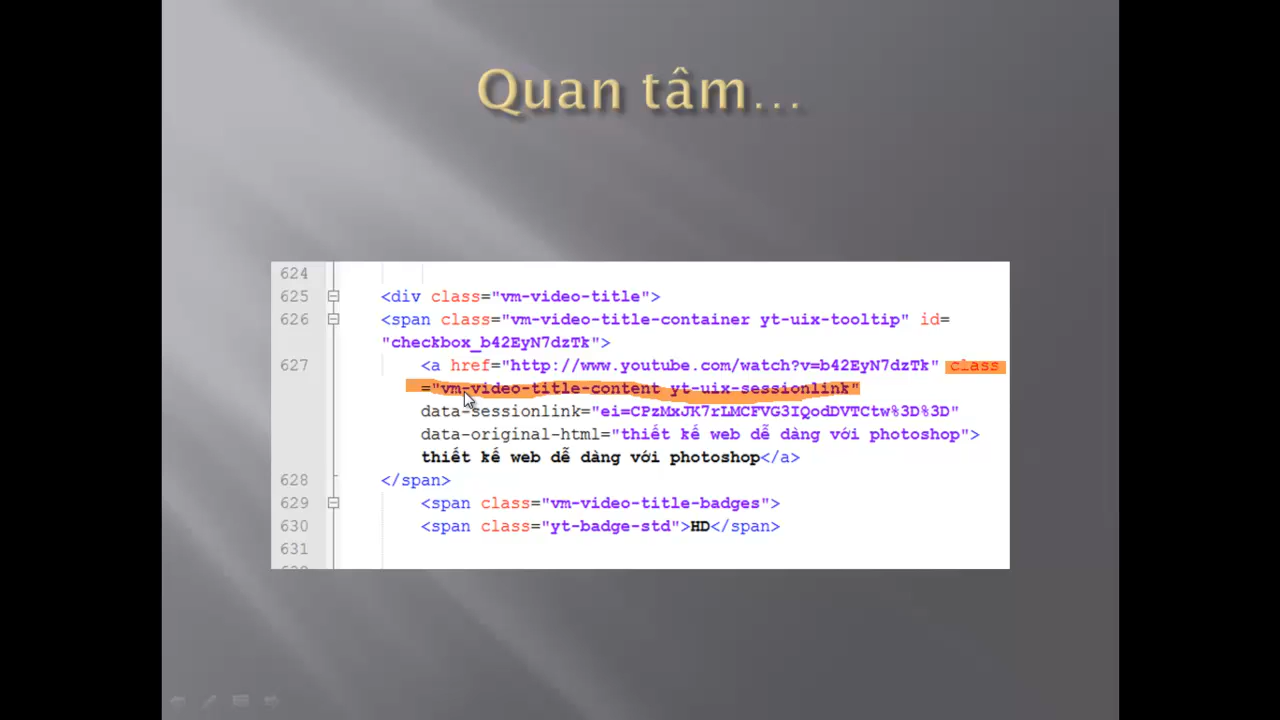 Quan tâm...
624
625 <div class="vm-video-title">
626 <span class="vm-video-title-container yt-uix-tooltip" id=
"checkbox_b42EyN7dzTk">
627 <a href="http://www.youtube.com/watch?v=b42EyN7dzTk" class
="vm-video-title-content yt-uix-sessionlink"
data-sessionlink="ei=CPzMxJK7rLMCFVG3IQodDVTCtw%3D%3D"
data-original-html="thiết kế web dễ dàng với photoshop">
thiết kế web dễ dàng với photoshop</a>
628 </span>
629 <span class="vm-video-title-badges">
630 <span class="yt-badge-std">HD</span>
631